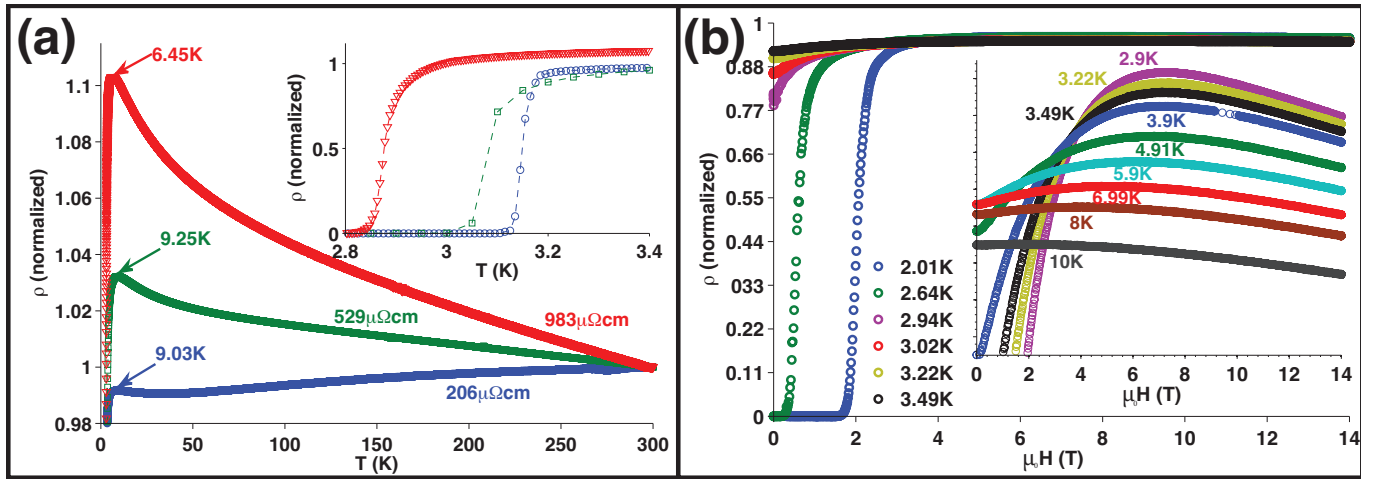 (a)
6.45K
9.25K
9.03K
529μΩcm
983μΩcm
206μΩcm
ρ (normalized)
1.1
1.08
1.06
1.04
1.02
1
0.98
0 50 100 150 200 250 300
T (K)
ρ (normalized)
1
0.5
0
2.8 3 3.2 3.4
T (K)
(b)
ρ (normalized)
1
0.88
0.77
0.66
0.55
0.44
0.33
0.22
0.11
0
0 2 4 6 8 10 12 14
μ₀H (T)
2.01K
2.64K
2.94K
3.02K
3.22K
3.49K
2.9K
3.22K
3.49K
3.9K
4.91K
5.9K
6.99K
8K
10K
0 2 4 6 8 10 12 14
μ₀H (T)